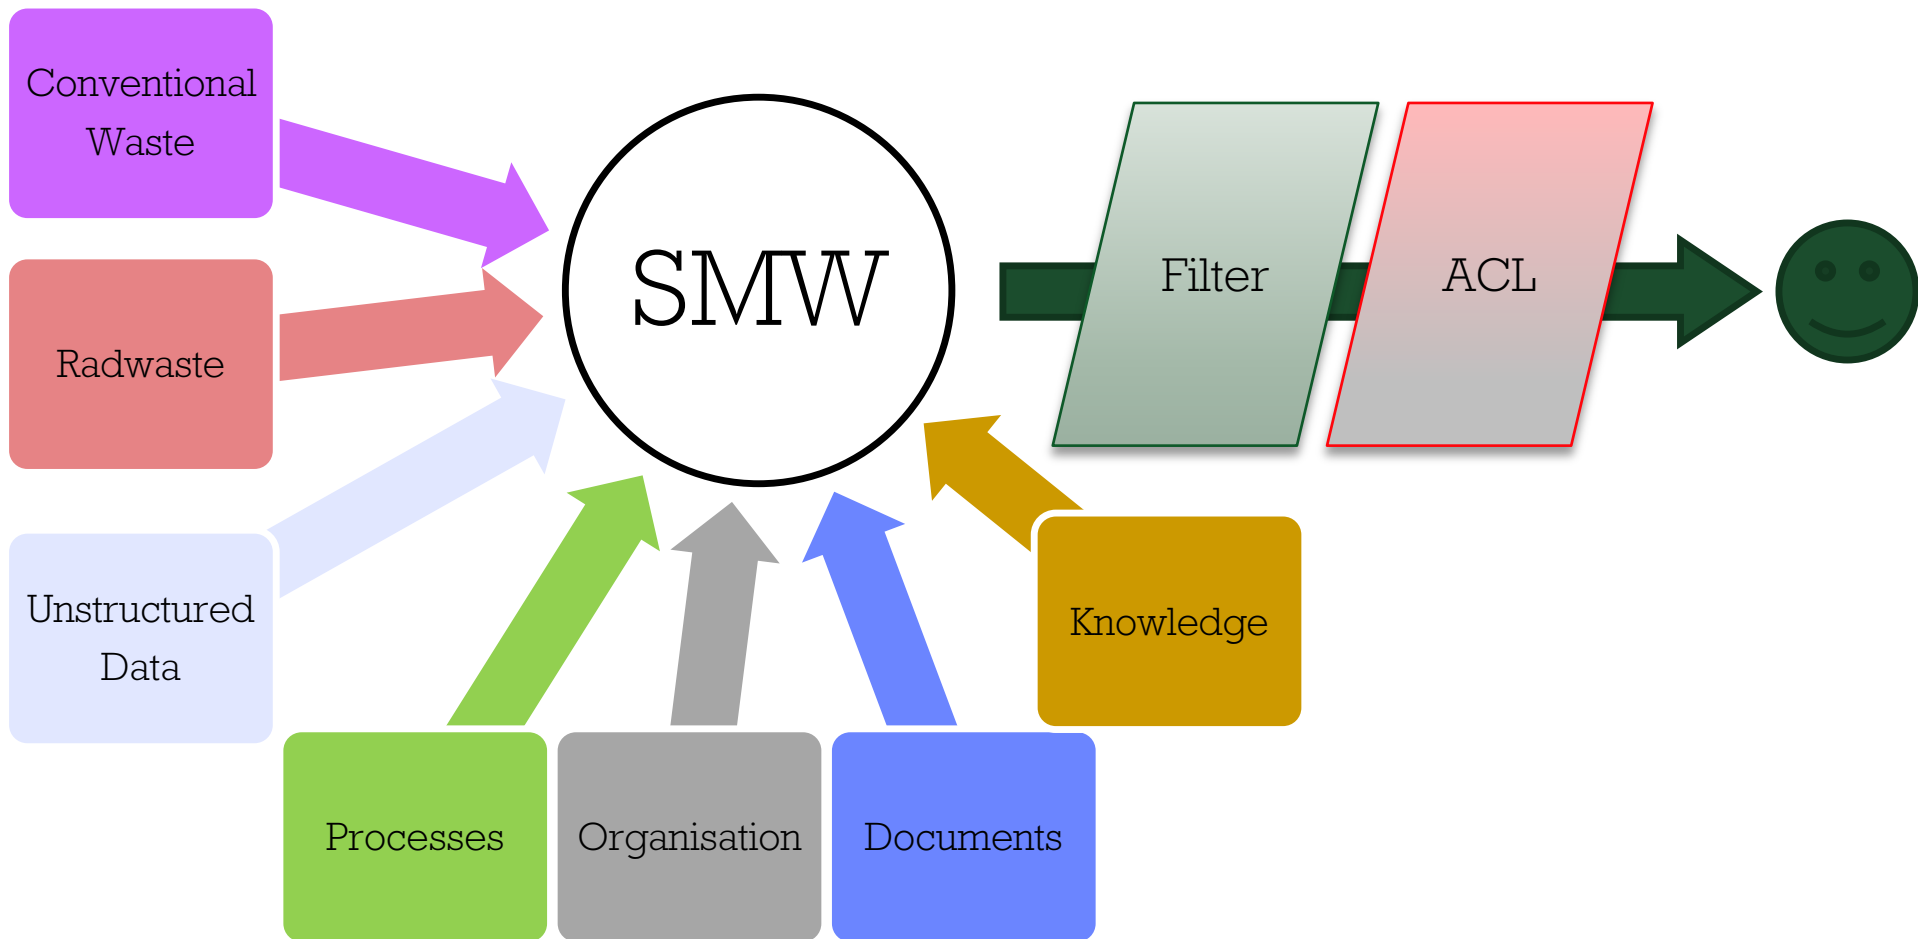 Conventional
Waste
SMW
Filter
ACL
Radwaste
Unstructured
Data
Knowledge
Processes
Organisation
Documents